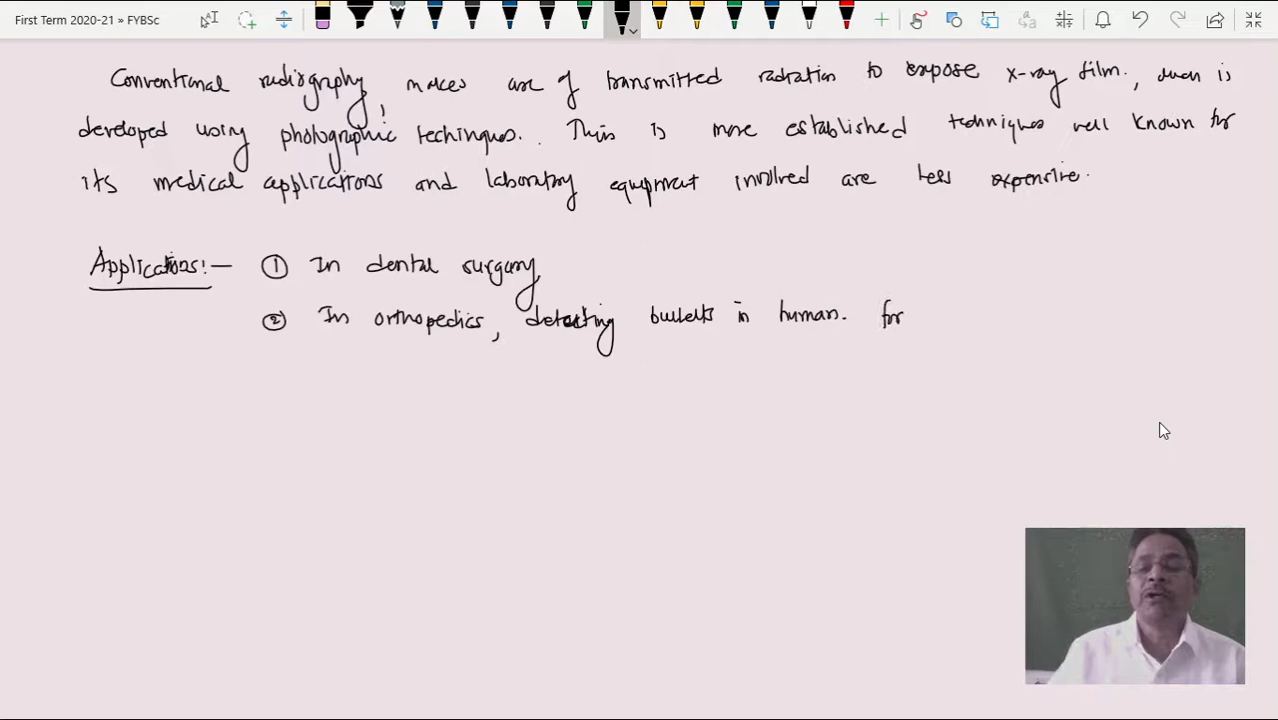 First Term 2020-21 » FYBSc
Conventional radiography, makes use of transmitted radiation to expose x-ray film., which is
developed using photographic techinques. This is more established techniques well known for
its medical applications and laboratory equipment involved are less expensive.
Applications:— ① In dental surgery
② In orthopedics, detecting bullets in human. for